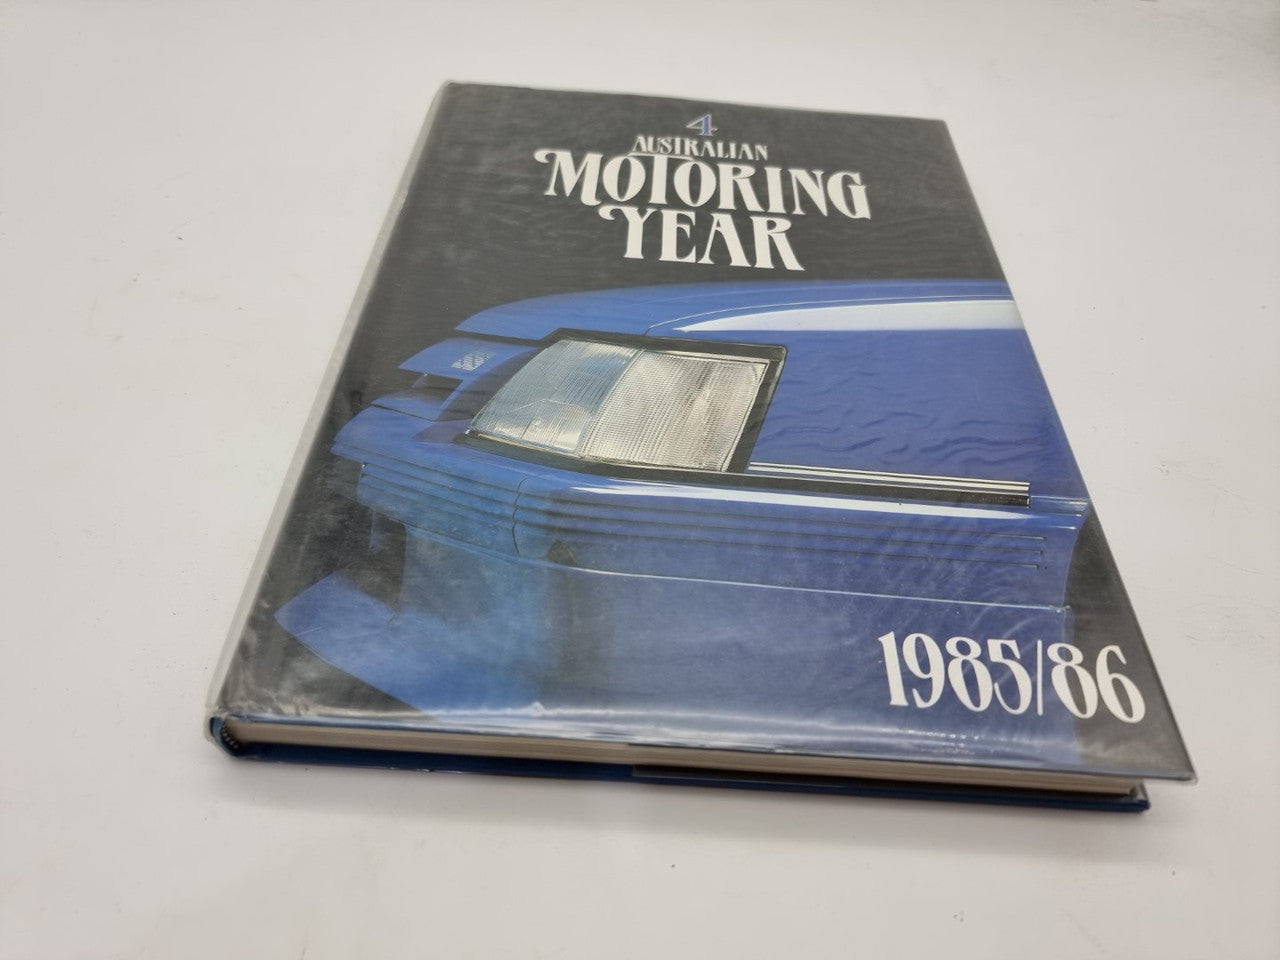 4
AUSTRALIAN
MOTORING
YEAR
1985/86